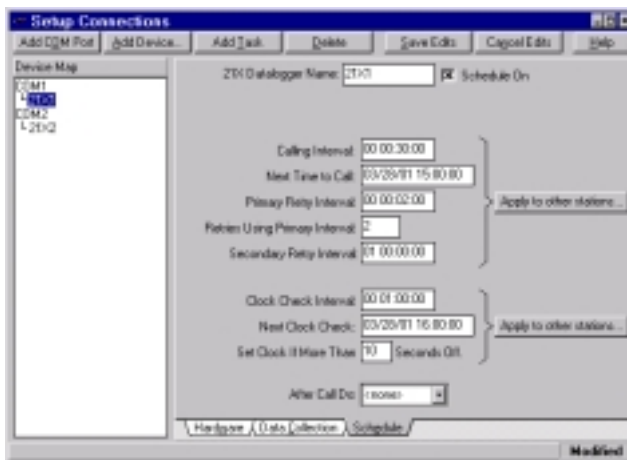 Setup Connections
Add COM Port Add Device... Add Task Delete Save Edits Cancel Edits Help
Device Map
COM1
21X1
COM2
21X2
21X Datalogger Name: 21X1 Schedule On
Calling Interval: 00 00:30:00
Next Time to Call: 03/28/01 15:00:00
Primary Retry Interval: 00 00:02:00
Apply to other stations...
Retries Using Primary Interval: 2
Secondary Retry Interval: 01 00:00:00
Clock Check Interval: 00 01:00:00
Next Clock Check: 03/28/01 16:00:00
Apply to other stations...
Set Clock If More Than 10 Seconds Off.
After Call Do: <none>
Hardware Data Collection Schedule
Modified